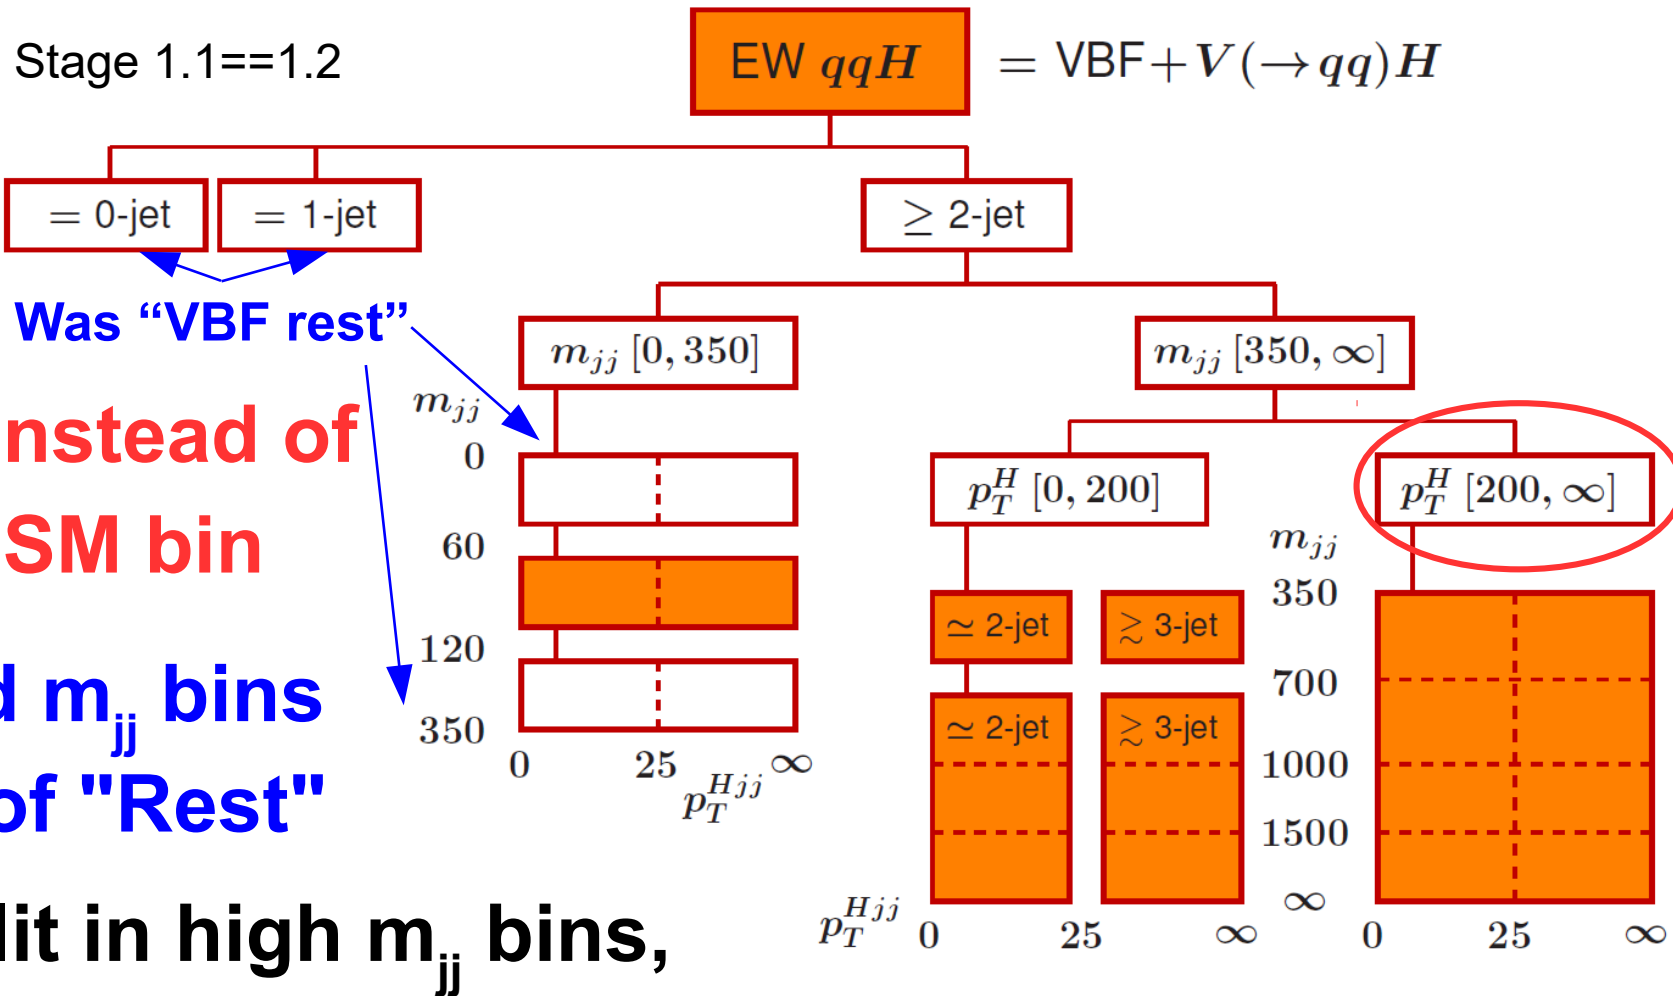 Stage 1.1==1.2
EW qqH
= VBF+V(→qq)H
= 0-jet
= 1-jet
≥ 2-jet
Was “VBF rest”
m_jj [0, 350]
m_jj [350, ∞]
nstead of
SM bin
m_jj
0
60
120
350
0
25
∞
p_T^Hjj
p_T^H [0, 200]
p_T^H [200, ∞]
≃ 2-jet
≳ 3-jet
≃ 2-jet
≳ 3-jet
m_jj
350
700
1000
1500
∞
p_T^Hjj
0
25
∞
0
25
∞
d m_jj bins
of "Rest"
lit in high m_jj bins,